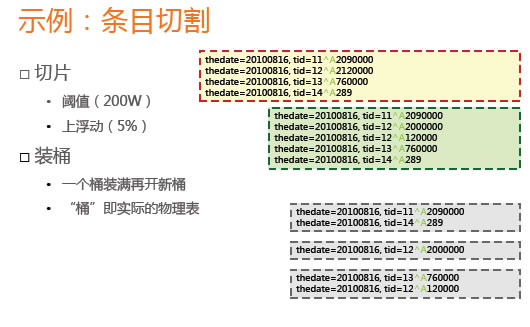 示例：条目切割
□ 切片
• 阈值（200W）
• 上浮动（5%）
□ 装桶
• 一个桶装满再开新桶
• “桶”即实际的物理表
thedate=20100816, tid=11^A2090000
thedate=20100816, tid=12^A2120000
thedate=20100816, tid=13^A760000
thedate=20100816, tid=14^A289
thedate=20100816, tid=11^A2090000
thedate=20100816, tid=12^A2000000
thedate=20100816, tid=12^A120000
thedate=20100816, tid=13^A760000
thedate=20100816, tid=14^A289
thedate=20100816, tid=11^A2090000
thedate=20100816, tid=14^A289
thedate=20100816, tid=12^A2000000
thedate=20100816, tid=13^A760000
thedate=20100816, tid=12^A120000